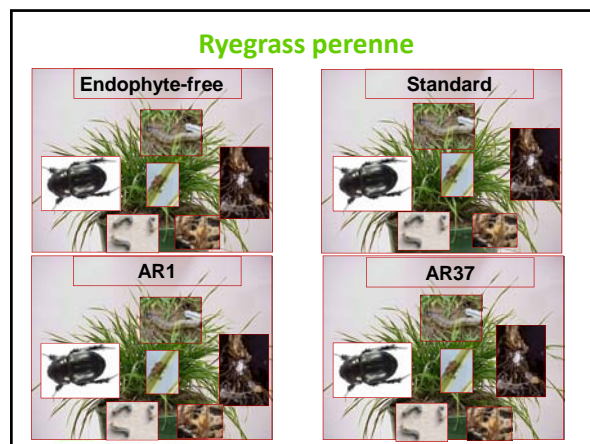 Ryegrass perenne
Endophyte-free
Standard
AR1
AR37